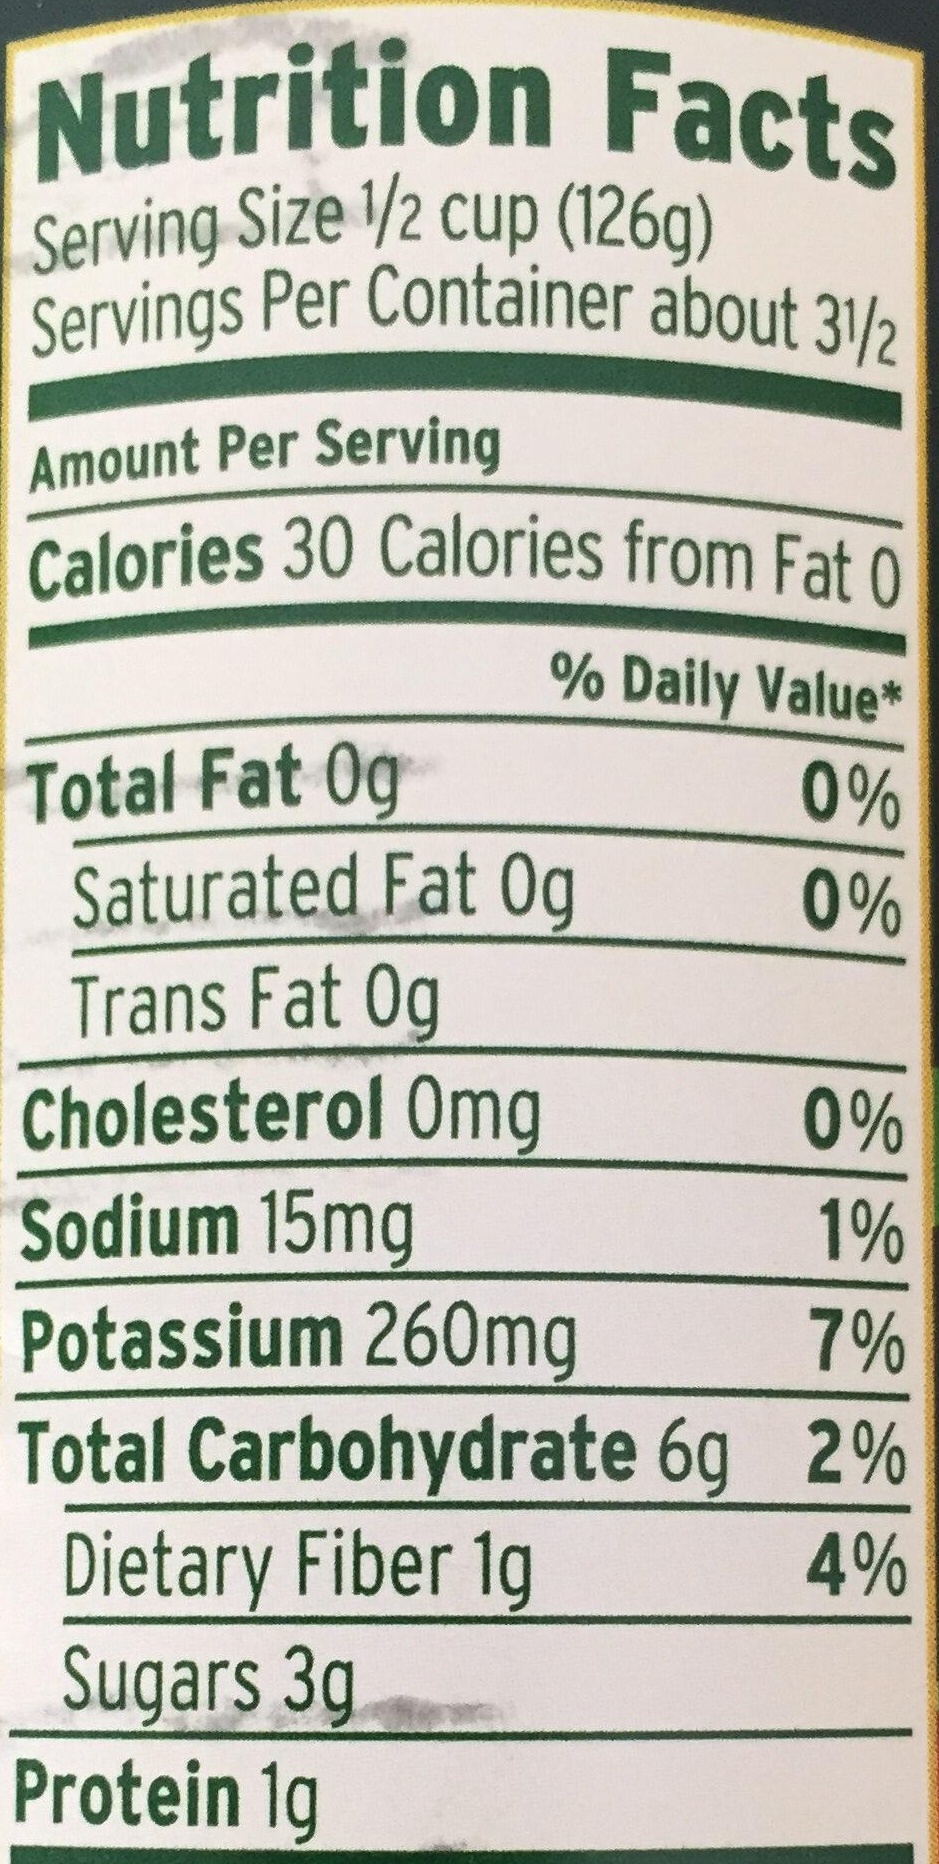 Nutrition Facts
Serving Size 1/2 cup (126g)
Servings Per Container about 3 1/2
Amount Per Serving
Calories 30 Calories from Fat 0
% Daily Value*
Total Fat 0g 0%
Saturated Fat 0g 0%
Trans Fat 0g
Cholesterol 0mg 0%
Sodium 15mg 1%
Potassium 260mg 7%
Total Carbohydrate 6g 2%
Dietary Fiber 1g 4%
Sugars 3g
Protein 1g